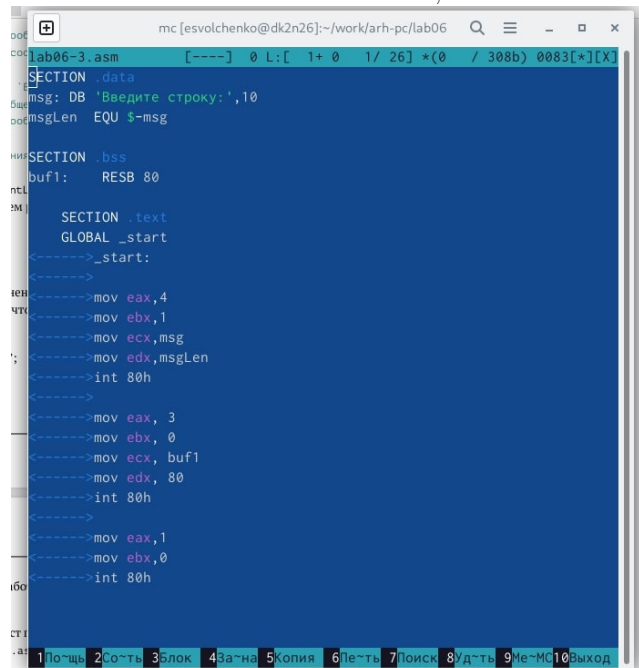 mc [esvolchenko@dk2n26]:~/work/arh-pc/lab06
lab06-3.asm [----] 0 L:[ 1+ 0 1/ 26] *(0 / 308b) 0083[*][X]
SECTION .data
msg: DB 'Введите строку:',10
msgLen EQU $-msg
SECTION .bss
buf1: RESB 80
SECTION .text
GLOBAL _start
<------>_start:
<------>
<------>mov eax,4
<------>mov ebx,1
<------>mov ecx,msg
<------>mov edx,msgLen
<------>int 80h
<------>
<------>mov eax, 3
<------>mov ebx, 0
<------>mov ecx, buf1
<------>mov edx, 80
<------>int 80h
<------>
<------>mov eax,1
<------>mov ebx,0
<------>int 80h
1По~щь 2Со~ть 3Блок 4За~на 5Копия 6Пе~ть 7Поиск 8Уд~ть 9Ме~МС10Выход